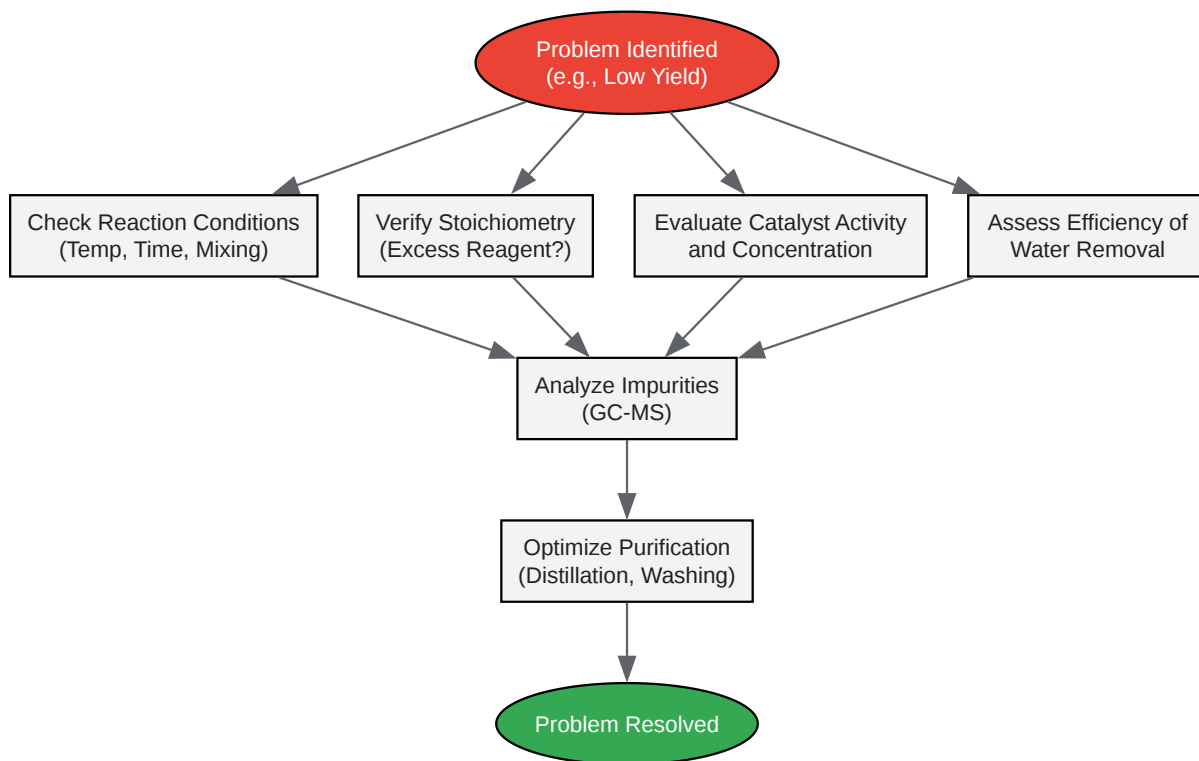 Problem Identified
(e.g., Low Yield)
Check Reaction Conditions
(Temp, Time, Mixing)
Verify Stoichiometry
(Excess Reagent?)
Evaluate Catalyst Activity
and Concentration
Assess Efficiency of
Water Removal
Analyze Impurities
(GC-MS)
Optimize Purification
(Distillation, Washing)
Problem Resolved